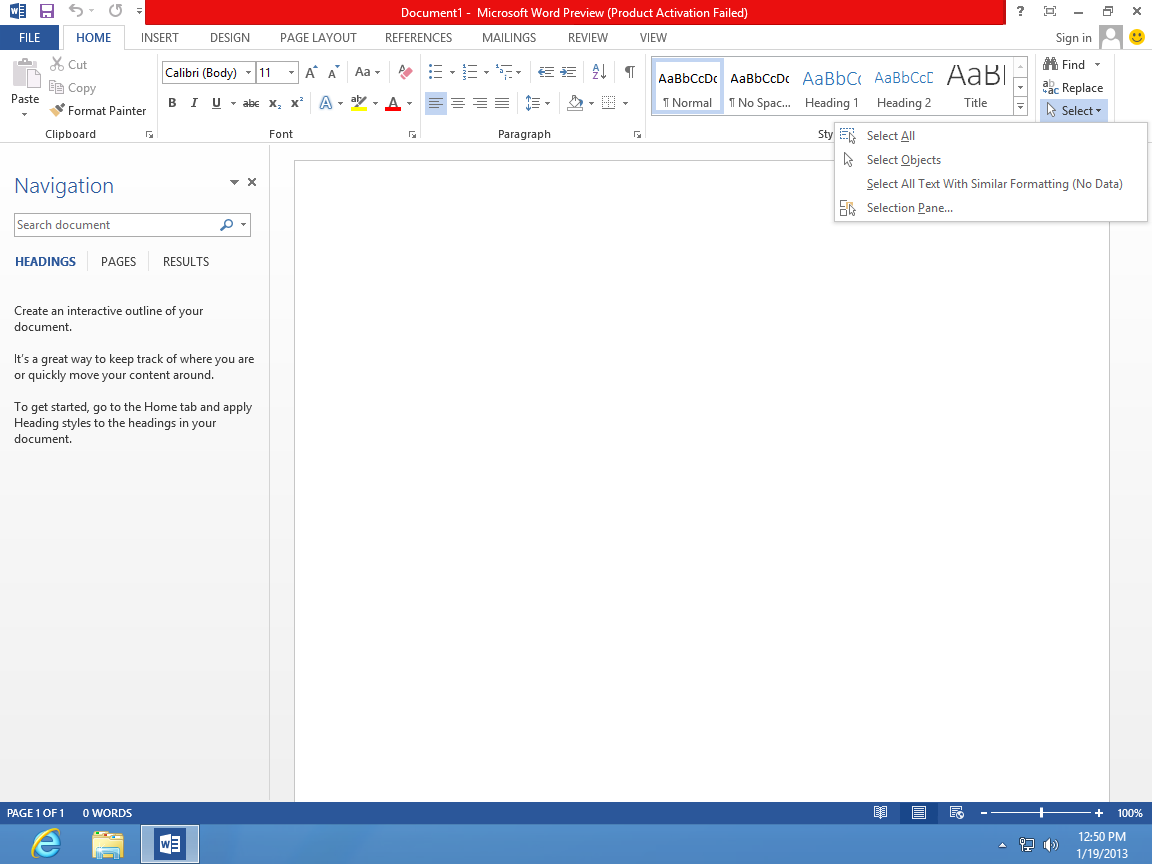 Document1 - Microsoft Word Preview (Product Activation Failed)
FILE HOME INSERT DESIGN PAGE LAYOUT REFERENCES MAILINGS REVIEW VIEW Sign in
Paste
Cut
Copy
Format Painter
Clipboard
Calibri (Body) 11
Font
Paragraph
AaBbCcDc AaBbCcDc AaBbCc AaBbCcD AaB
¶ Normal ¶ No Spac... Heading 1 Heading 2 Title
Find
Replace
Select
Select All
Select Objects
Select All Text With Similar Formatting (No Data)
Selection Pane...
Navigation
Search document
HEADINGS PAGES RESULTS
Create an interactive outline of your
document.
It's a great way to keep track of where you are
or quickly move your content around.
To get started, go to the Home tab and apply
Heading styles to the headings in your
document.
PAGE 1 OF 1 0 WORDS 100%
12:50 PM
1/19/2013